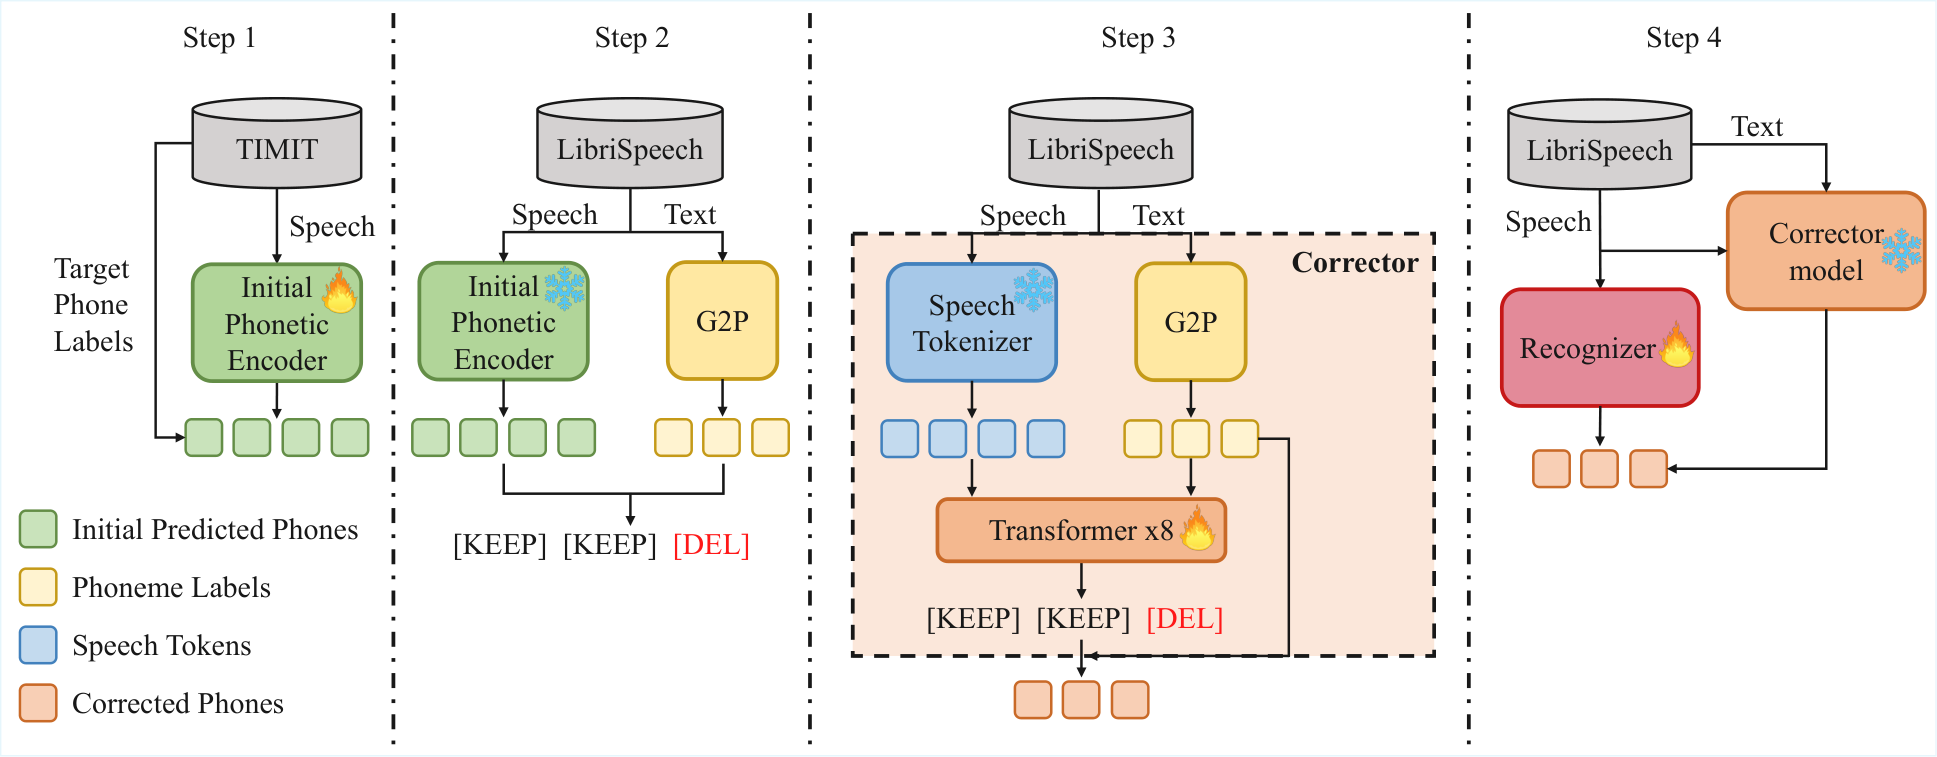 Step 1
TIMIT
Speech
Target
Phone
Labels
Initial
Phonetic
Encoder
Initial Predicted Phones
Phoneme Labels
Speech Tokens
Corrected Phones
Step 2
LibriSpeech
Speech
Text
Initial
Phonetic
Encoder
G2P
[KEEP] [KEEP] [DEL]
Step 3
LibriSpeech
Speech
Text
Corrector
Speech
Tokenizer
G2P
Transformer x8
[KEEP] [KEEP] [DEL]
Step 4
LibriSpeech
Text
Speech
Corrector
model
Recognizer